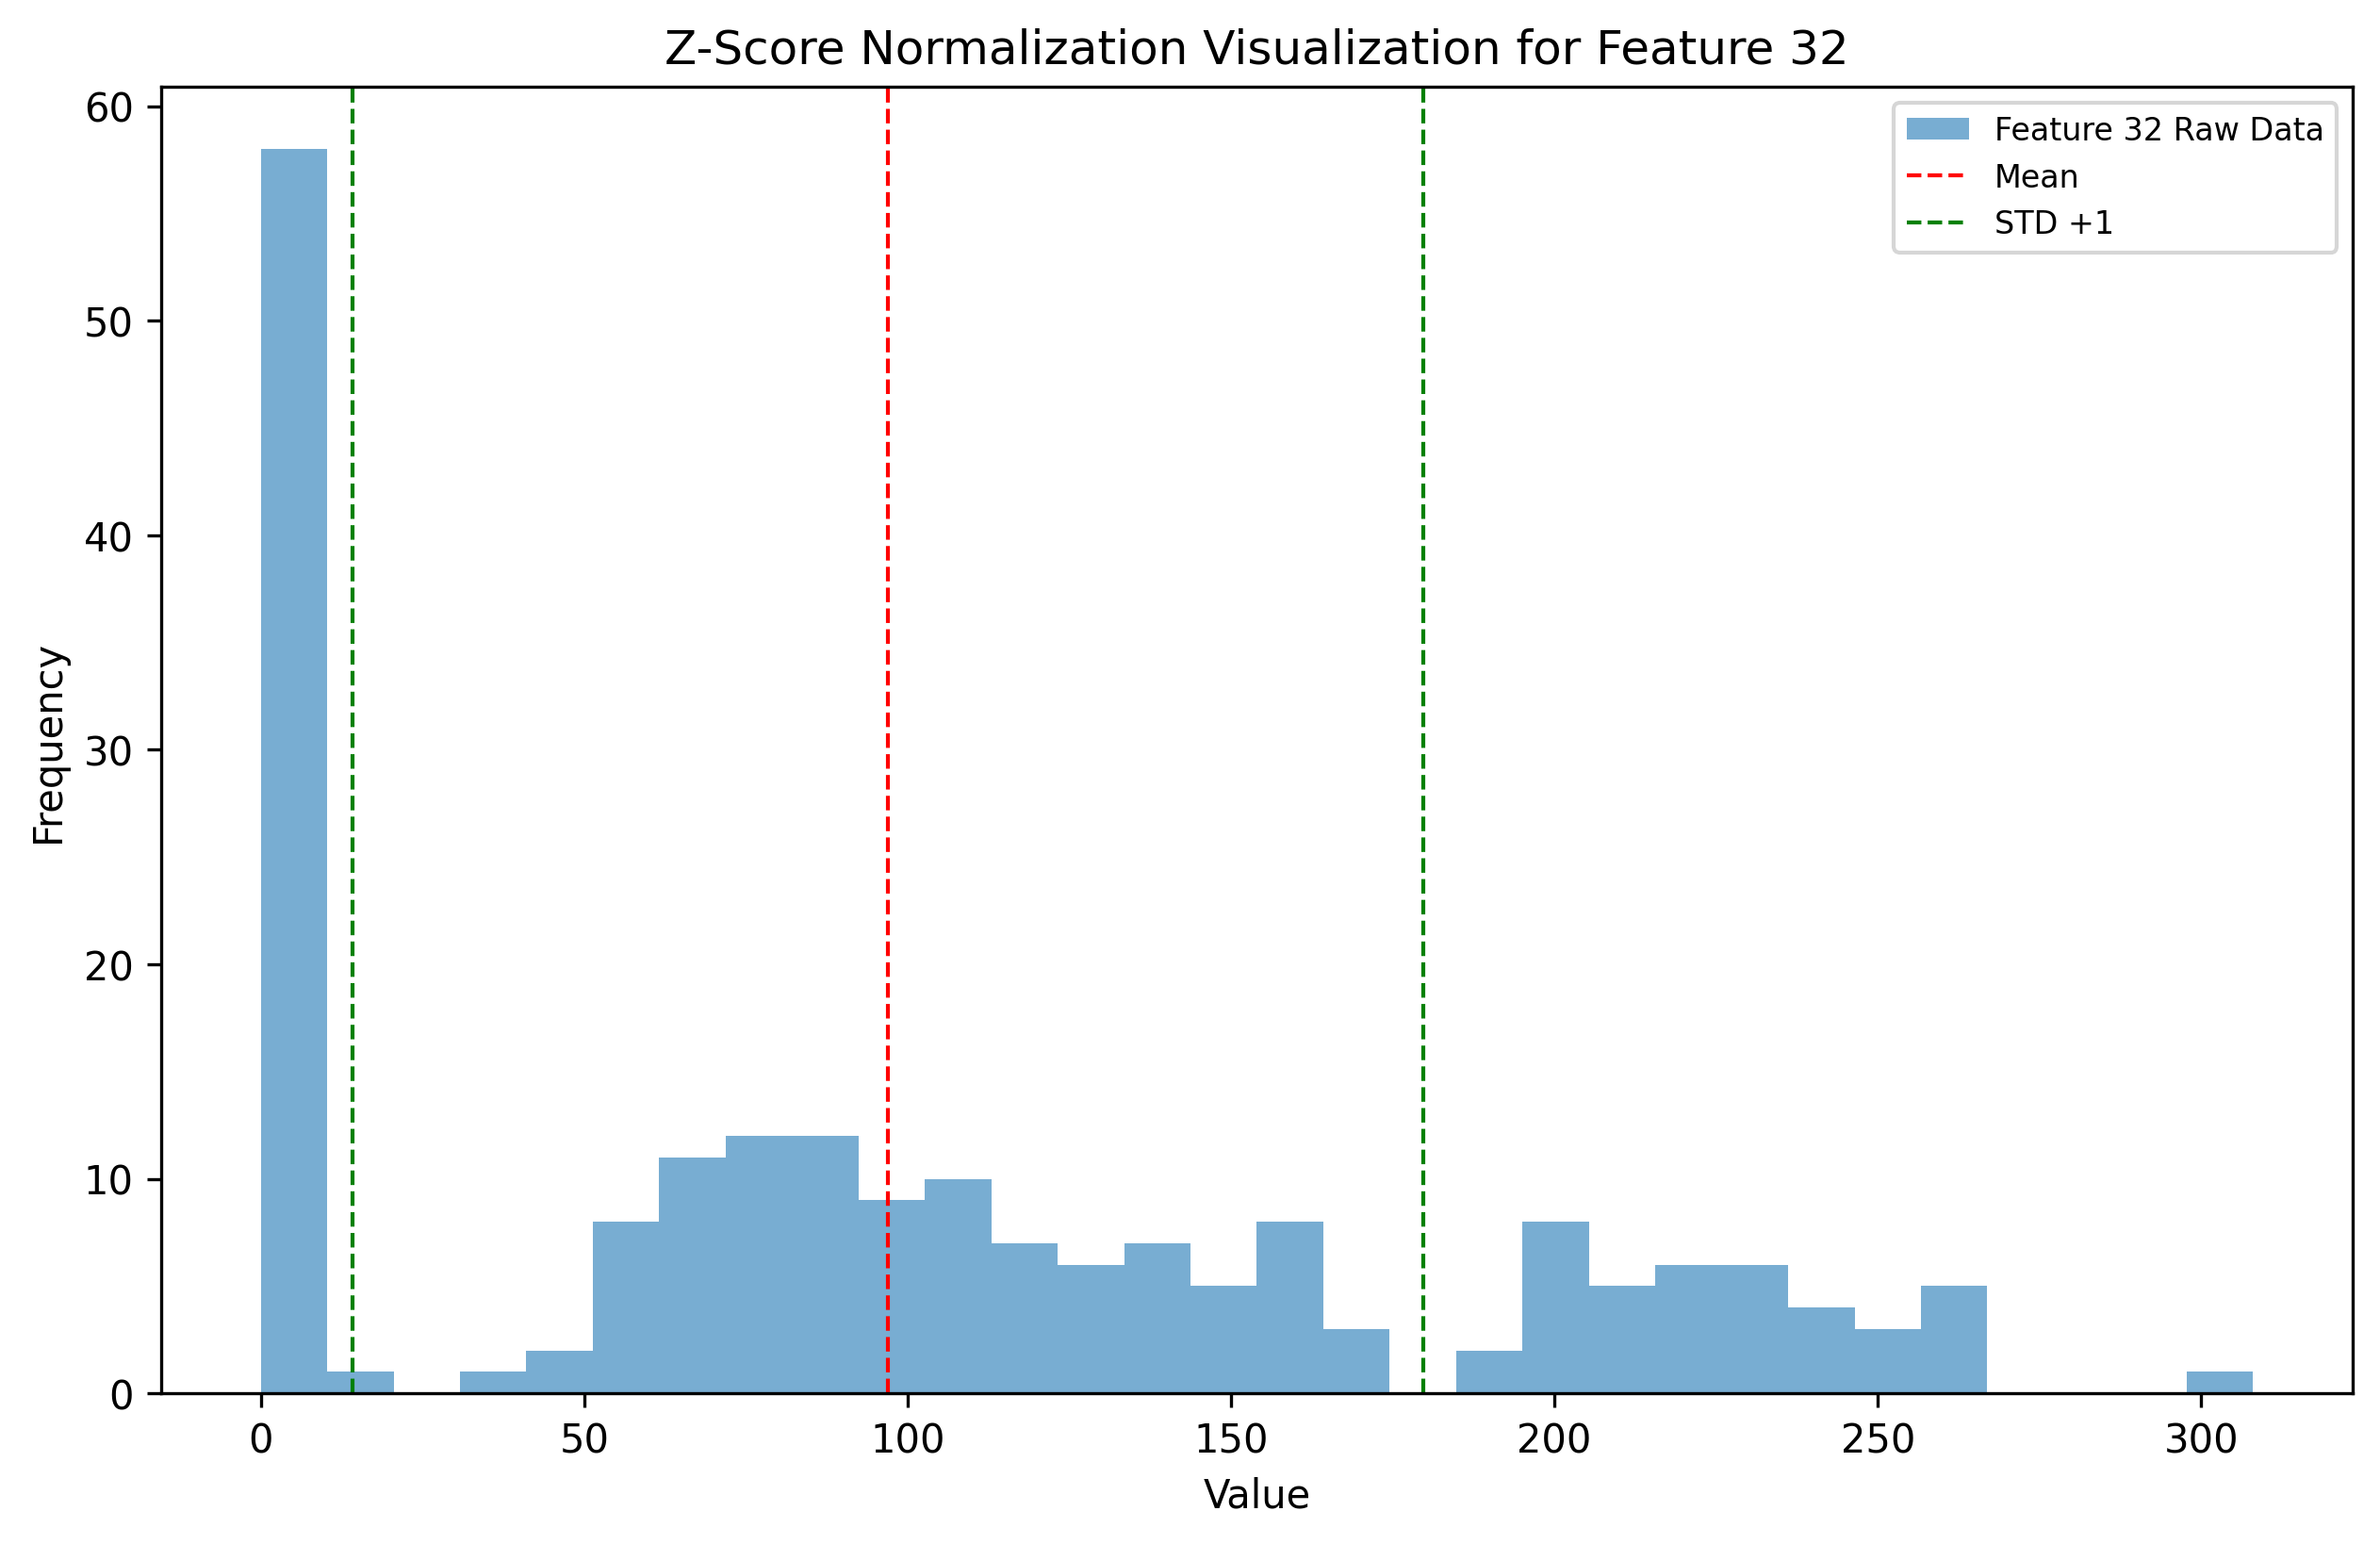 Z-Score Normalization Visualization for Feature 32
60
50
40
30
20
10
0
Frequency
Feature 32 Raw Data
Mean
STD +1
0 50 100 150 200 250 300
Value